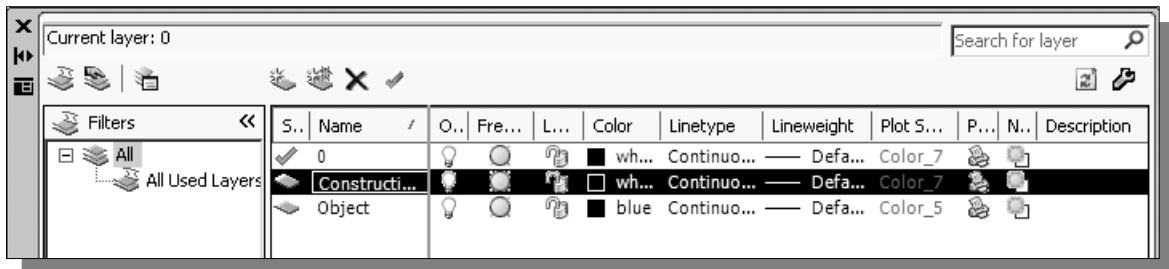 Current layer: 0
Search for layer
Filters
S.. Name / O.. Fre... L... Color Linetype Lineweight Plot S... P... N.. Description
All
0 wh... Continuo... Defa... Color_7
All Used Layers
Constructi... wh... Continuo... Defa... Color_7
Object blue Continuo... Defa... Color_5